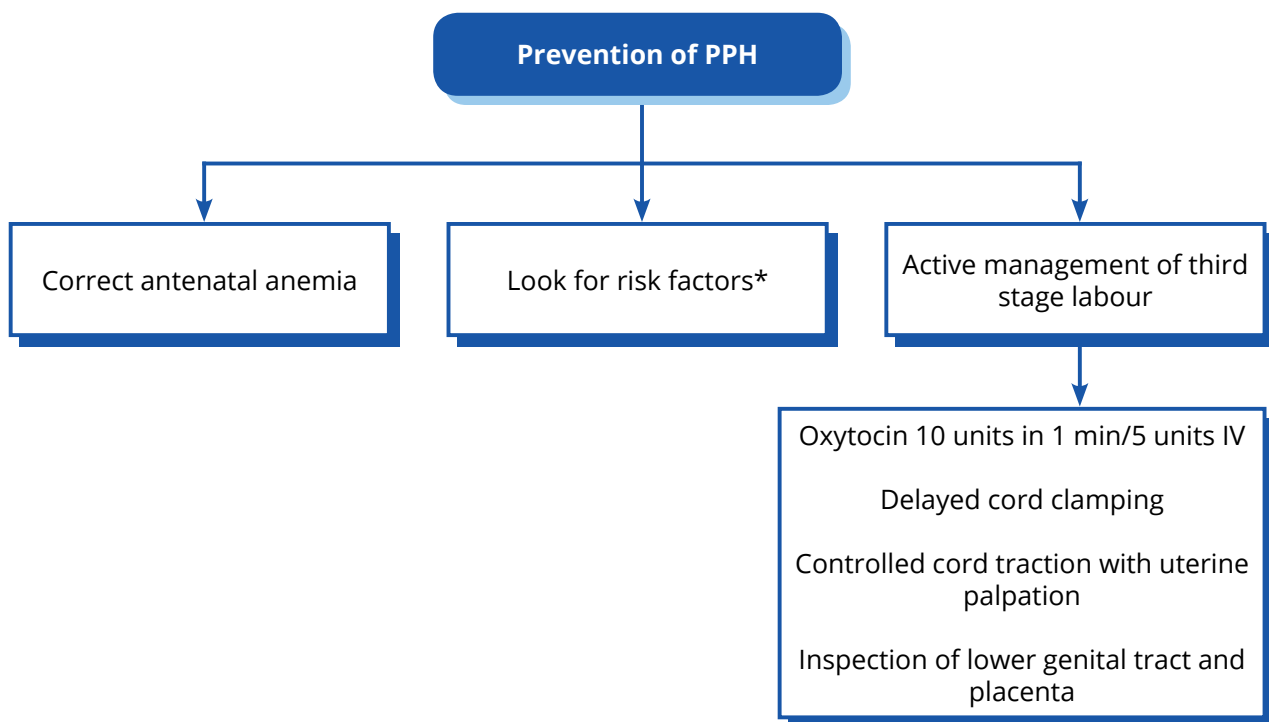 Prevention of PPH
Correct antenatal anemia
Look for risk factors*
Active management of third
stage labour
Oxytocin 10 units in 1 min/5 units IV
Delayed cord clamping
Controlled cord traction with uterine
palpation
Inspection of lower genital tract and
placenta